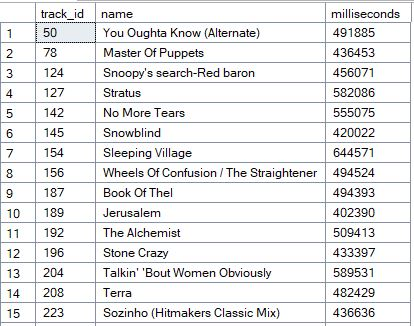 track_id name milliseconds
1 50 You Oughta Know (Alternate) 491885
2 78 Master Of Puppets 436453
3 124 Snoopy's search-Red baron 456071
4 127 Stratus 582086
5 142 No More Tears 555075
6 145 Snowblind 420022
7 154 Sleeping Village 644571
8 156 Wheels Of Confusion / The Straightener 494524
9 187 Book Of Thel 494393
10 189 Jerusalem 402390
11 192 The Alchemist 509413
12 196 Stone Crazy 433397
13 204 Talkin' 'Bout Women Obviously 589531
14 208 Terra 482429
15 223 Sozinho (Hitmakers Classic Mix) 436636